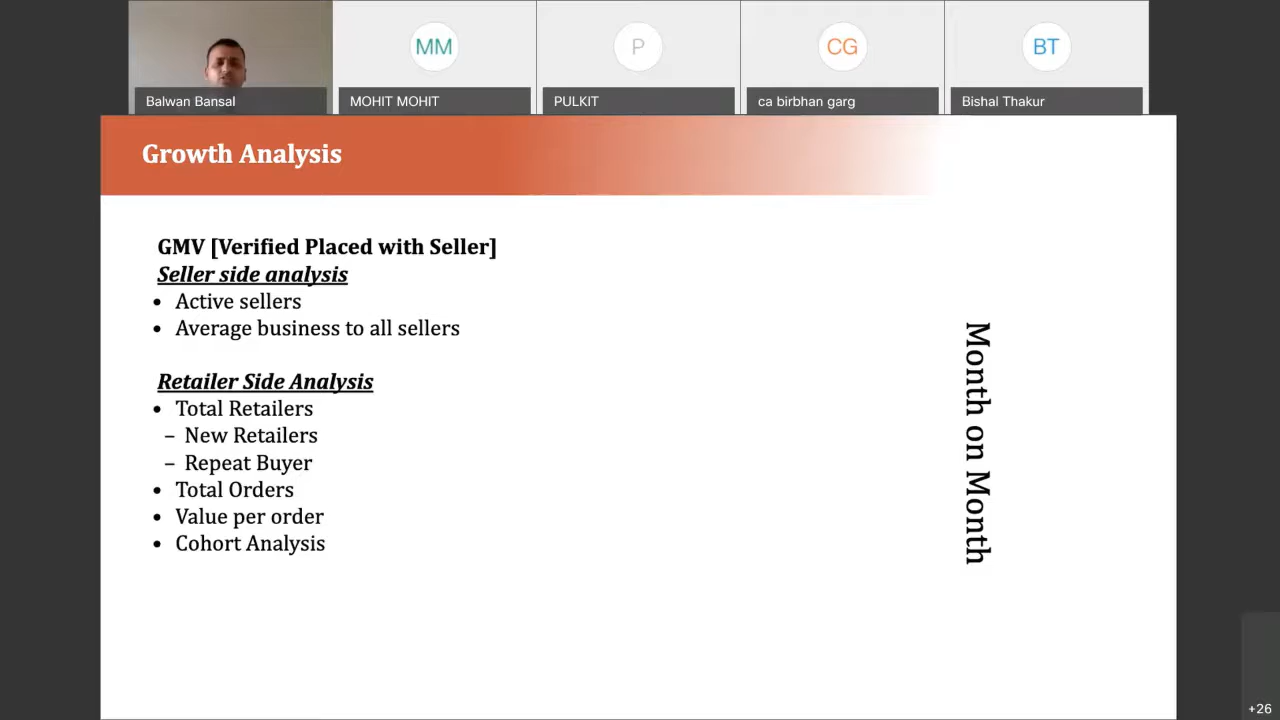 MM
P
CG
BT
Balwan Bansal
MOHIT MOHIT
PULKIT
ca birbhan garg
Bishal Thakur
Growth Analysis
GMV [Verified Placed with Seller]
Seller side analysis
• Active sellers
• Average business to all sellers
Retailer Side Analysis
• Total Retailers
– New Retailers
– Repeat Buyer
• Total Orders
• Value per order
• Cohort Analysis
Month on Month
+26